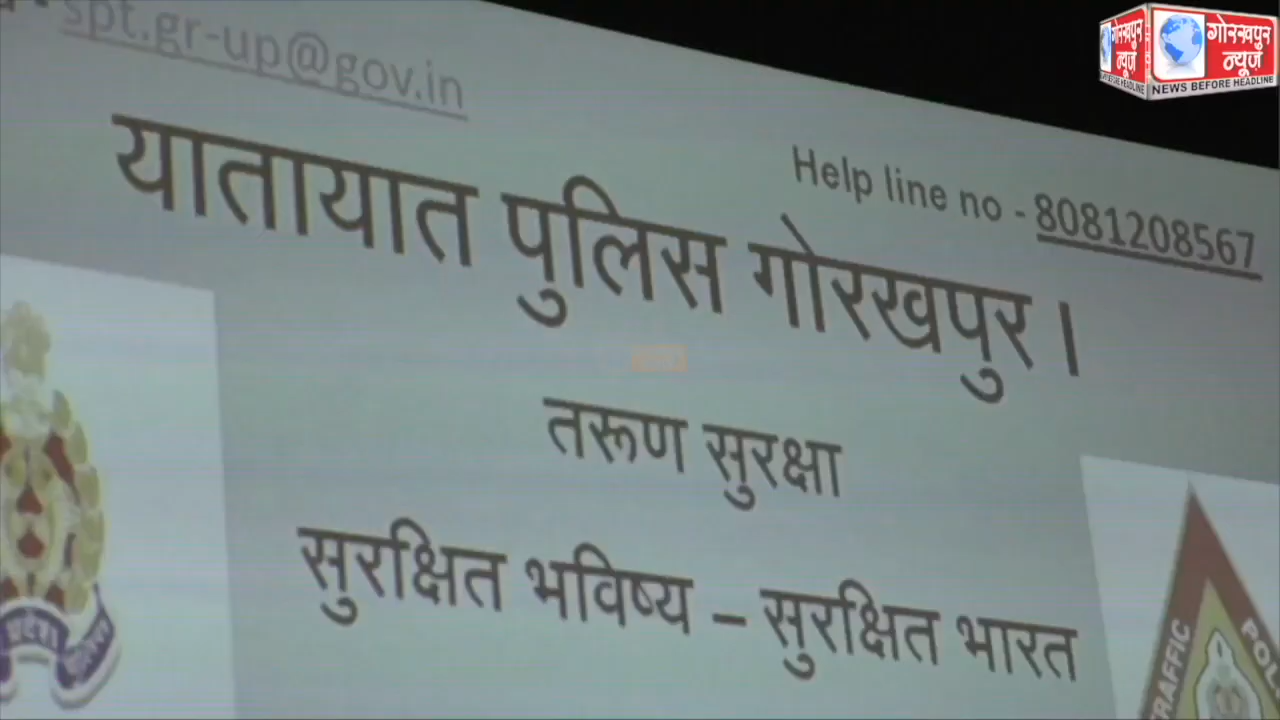 spt.gr-up@gov.in
गोरखपुर
न्यूज़
गोरखपुर
न्यूज़
NEWS BEFORE HEADLINE
Help line no - 8081208567
यातायात पुलिस गोरखपुर ।
तरूण सुरक्षा
सुरक्षित भविष्य – सुरक्षित भारत
TRAFFIC